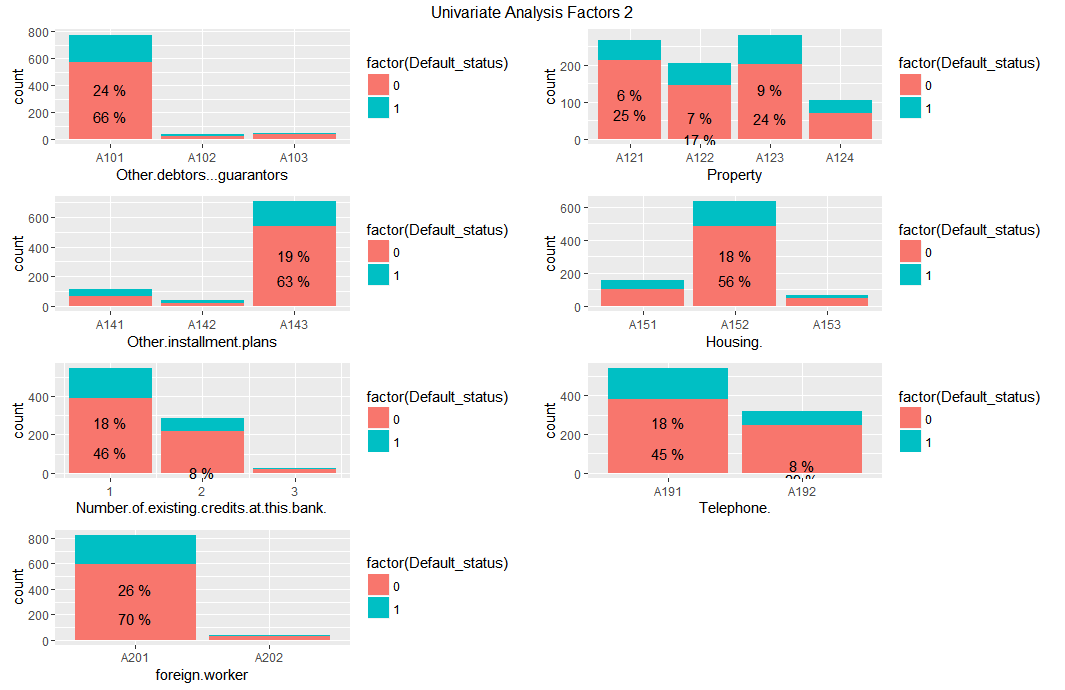 Univariate Analysis Factors 2
count
800
600
400
200
0
24 %
66 %
A101
A102
A103
Other.debtors...guarantors
factor(Default_status)
0
1
count
200
100
0
6 %
25 %
7 %
17 %
9 %
24 %
A121
A122
A123
A124
Property
factor(Default_status)
0
1
count
600
400
200
0
19 %
63 %
A141
A142
A143
Other.installment.plans
factor(Default_status)
0
1
count
600
400
200
0
18 %
56 %
A151
A152
A153
Housing.
factor(Default_status)
0
1
count
400
200
0
18 %
46 %
8 %
1
2
3
Number.of.existing.credits.at.this.bank.
factor(Default_status)
0
1
count
400
200
0
18 %
45 %
8 %
A191
A192
Telephone.
factor(Default_status)
0
1
count
800
600
400
200
0
26 %
70 %
A201
A202
foreign.worker
factor(Default_status)
0
1